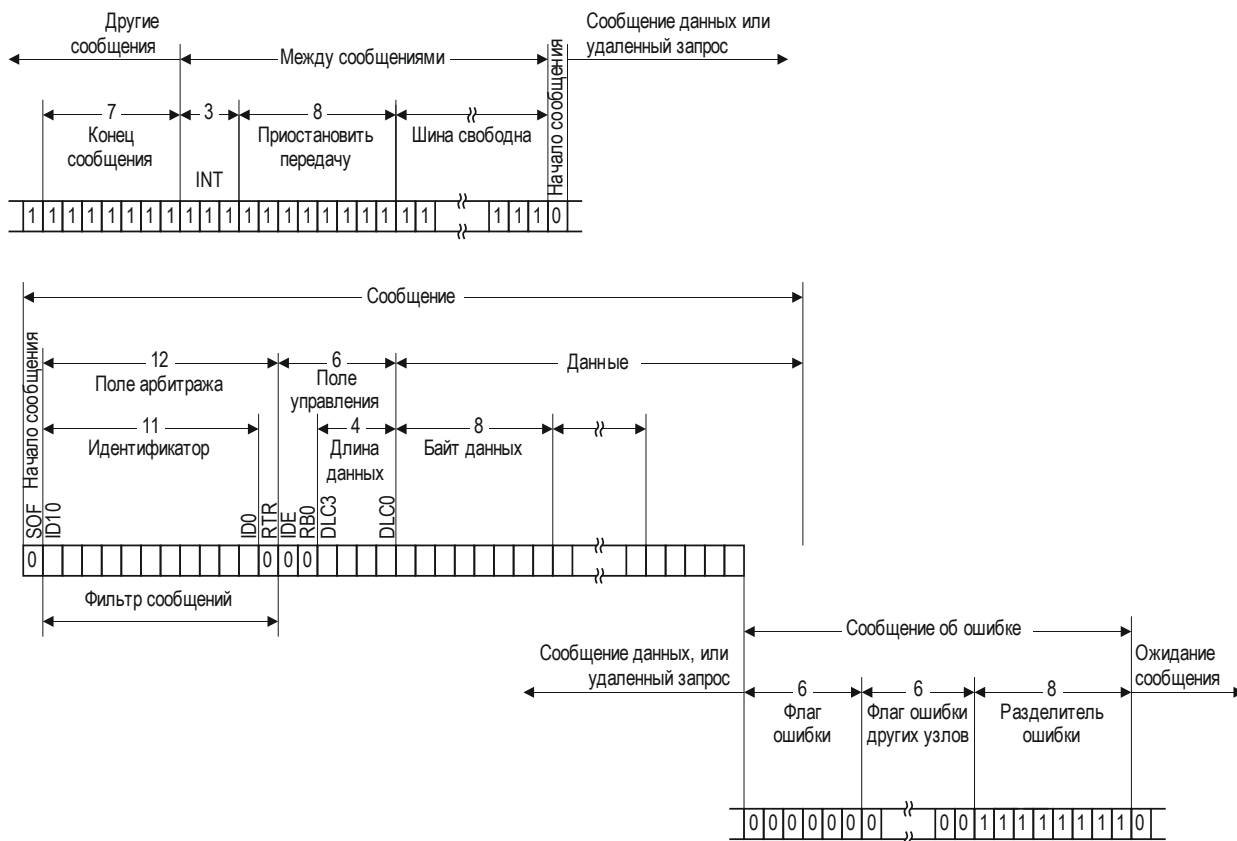 Другие
сообщения
Между сообщениями
Сообщение данных или
удаленный запрос
Начало сообщения
7
Конец
сообщения
3
INT
8
Приостановить
передачу
Шина свободна
1 1 1 1 1 1 1 1 1 1 1 1 1 1 1 1 1 1 1 1 1 1 1 1 0
Сообщение
Начало сообщения
12
Поле арбитража
6
Поле
управления
Данные
11
Идентификатор
4
Длина
данных
8
Байт данных
SOF
ID10
ID0
RTR
IDE
RB0
DLC3
DLC0
0 0 0 0
Фильтр сообщений
Сообщение об ошибке
Сообщение данных, или
удаленный запрос
Ожидание
сообщения
6
Флаг
ошибки
6
Флаг ошибки
других узлов
8
Разделитель
ошибки
0 0 0 0 0 0 0 0 0 1 1 1 1 1 1 1 1 0